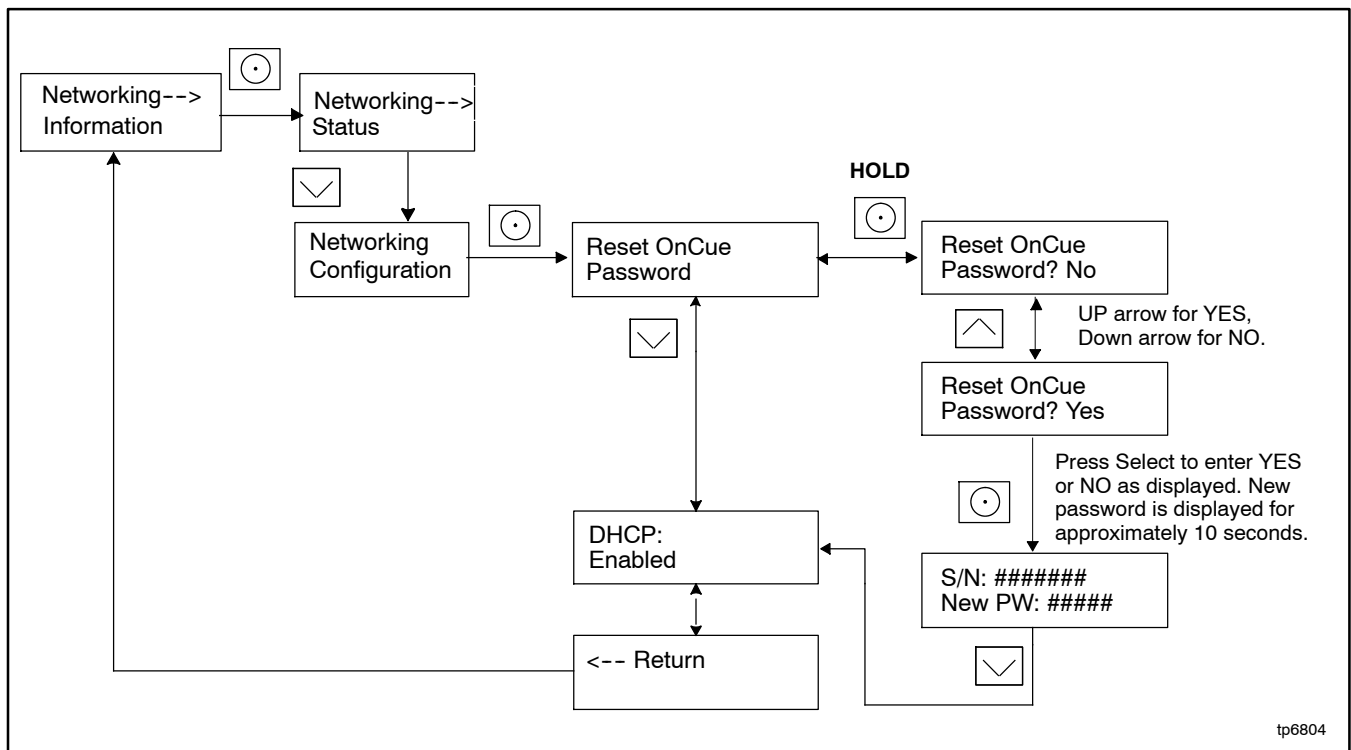 Networking-->
Information
Networking-->
Status
Networking
Configuration
Reset OnCue
Password
HOLD
Reset OnCue
Password? No
UP arrow for YES,
Down arrow for NO.
Reset OnCue
Password? Yes
Press Select to enter YES
or NO as displayed. New
password is displayed for
approximately 10 seconds.
S/N: #######
New PW: #####
DHCP:
Enabled
<-- Return
tp6804